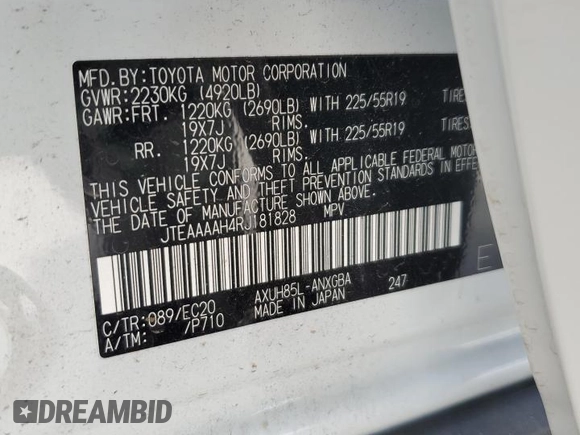 MFD.BY:TOYOTA MOTOR CORPORATION
GVWR:2230KG (4920LB)
GAWR:FRT. 1220KG (2690LB) WITH 225/55R19 TIRES
19X7J RIMS.
RR. 1220KG (2690LB) WITH 225/55R19 TIRES
19X7J RIMS.
THIS VEHICLE CONFORMS TO ALL APPLICABLE FEDERAL MOTOR
VEHICLE SAFETY AND THEFT PREVENTION STANDARDS IN EFFE
ON THE DATE OF MANUFACTURE SHOWN ABOVE.
JTEAAAAH4RJ181828 MPV
E
C/TR:089/EC20 AXUH85L-ANXGBA 247
A/TM: /P710 MADE IN JAPAN
DREAMBID